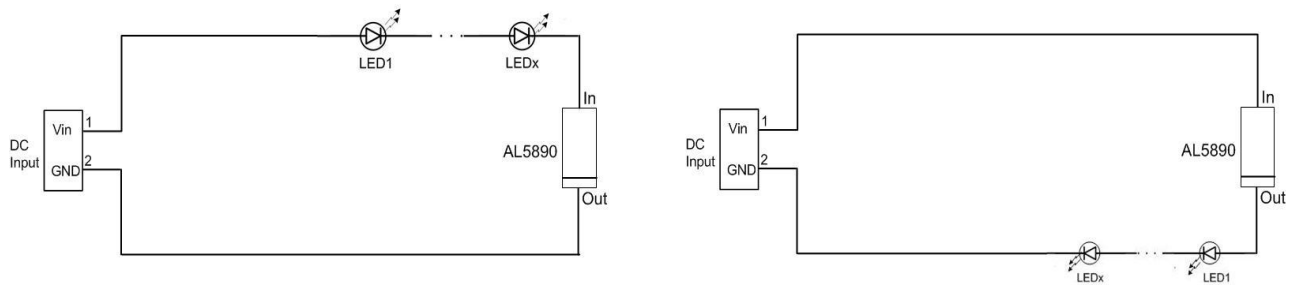 LED1
LEDx
In
1
Vin
DC
Input
AL5890
2
GND
Out
In
1
Vin
DC
Input
AL5890
2
GND
Out
LEDx
LED1